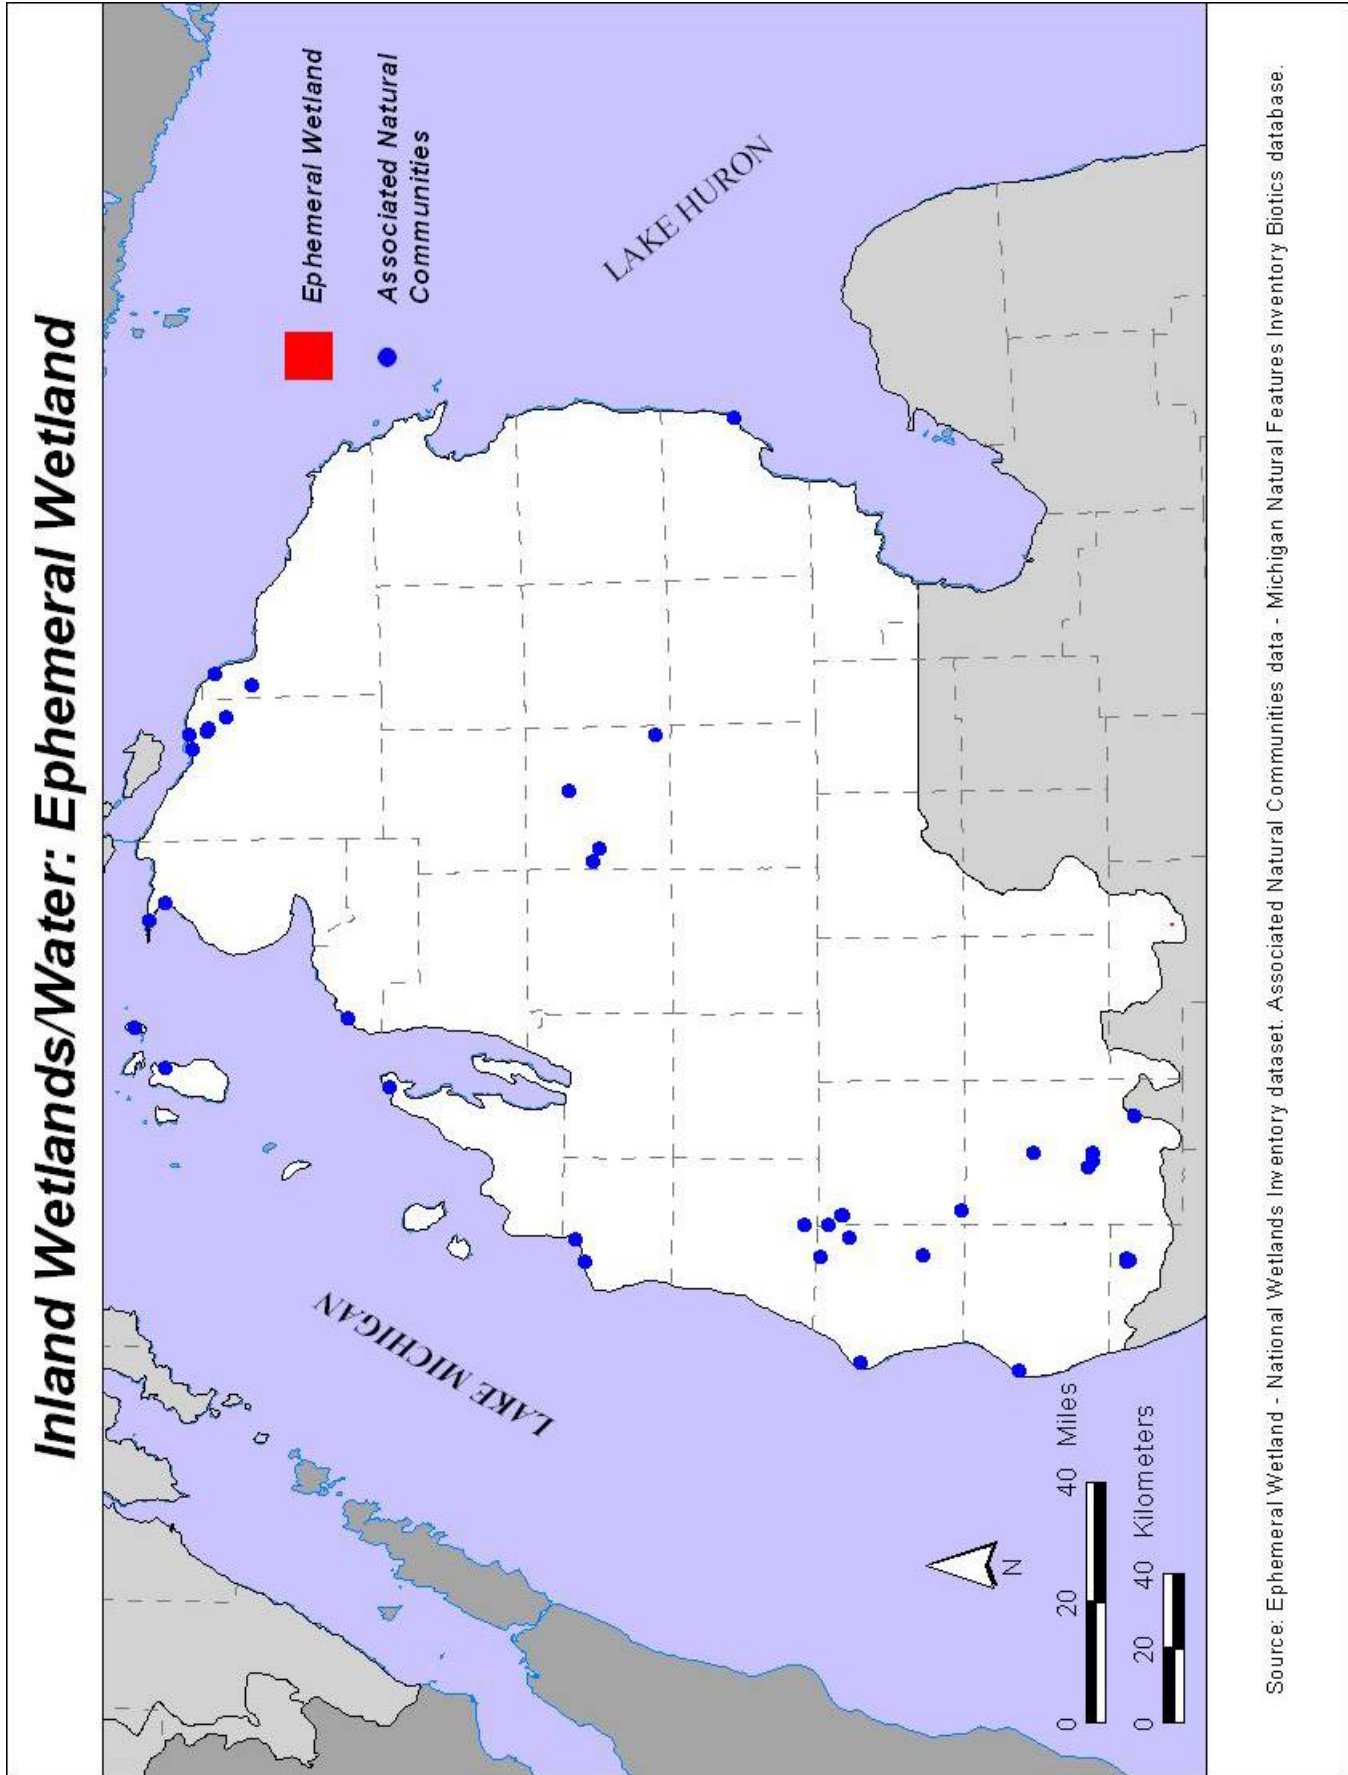 Inland Wetlands/Water: Ephemeral Wetland
Ephemeral Wetland
Associated Natural
Communities
LAKE HURON
LAKE MICHIGAN
N
0 20 40 Miles
0 20 40 Kilometers
Source: Ephemeral Wetland - National Wetlands Inventory dataset. Associated Natural Communities data - Michigan Natural Features Inventory Biotics database.